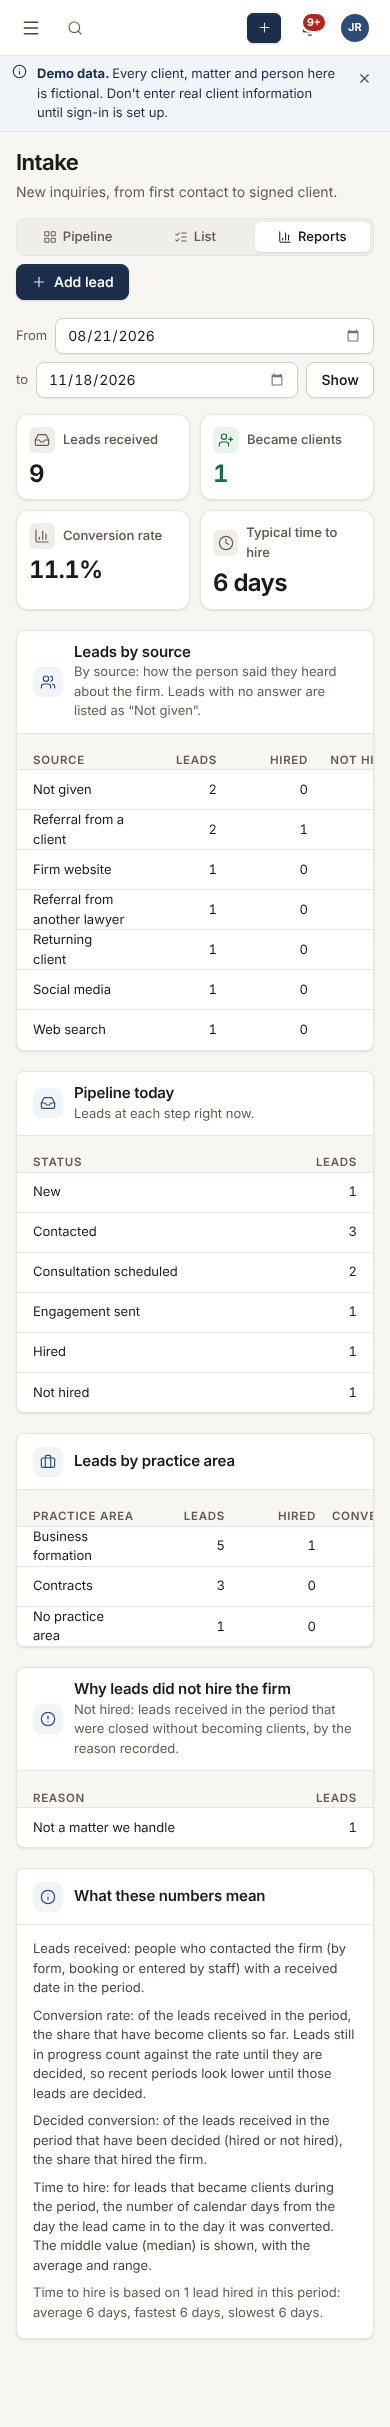 9+
JR
Demo data. Every client, matter and person here
is fictional. Don't enter real client information
until sign-in is set up.
Intake
New inquiries, from first contact to signed client.
Pipeline List Reports
Add lead
From 08/21/2026
to 11/18/2026 Show
Leads received Became clients
9 1
Conversion rate Typical time to
hire
11.1% 6 days
Leads by source
By source: how the person said they heard
about the firm. Leads with no answer are
listed as “Not given”.
SOURCE LEADS HIRED NOT HI
Not given 2 0
Referral from a
client 2 1
Firm website 1 0
Referral from
another lawyer 1 0
Returning
client 1 0
Social media 1 0
Web search 1 0
Pipeline today
Leads at each step right now.
STATUS LEADS
New 1
Contacted 3
Consultation scheduled 2
Engagement sent 1
Hired 1
Not hired 1
Leads by practice area
PRACTICE AREA LEADS HIRED CONVE
Business
formation 5 1
Contracts 3 0
No practice
area 1 0
Why leads did not hire the firm
Not hired: leads received in the period that
were closed without becoming clients, by the
reason recorded.
REASON LEADS
Not a matter we handle 1
What these numbers mean
Leads received: people who contacted the firm (by
form, booking or entered by staff) with a received
date in the period.
Conversion rate: of the leads received in the period,
the share that have become clients so far. Leads still
in progress count against the rate until they are
decided, so recent periods look lower until those
leads are decided.
Decided conversion: of the leads received in the
period that have been decided (hired or not hired),
the share that hired the firm.
Time to hire: for leads that became clients during
the period, the number of calendar days from the
day the lead came in to the day it was converted.
The middle value (median) is shown, with the
average and range.
Time to hire is based on 1 lead hired in this period:
average 6 days, fastest 6 days, slowest 6 days.